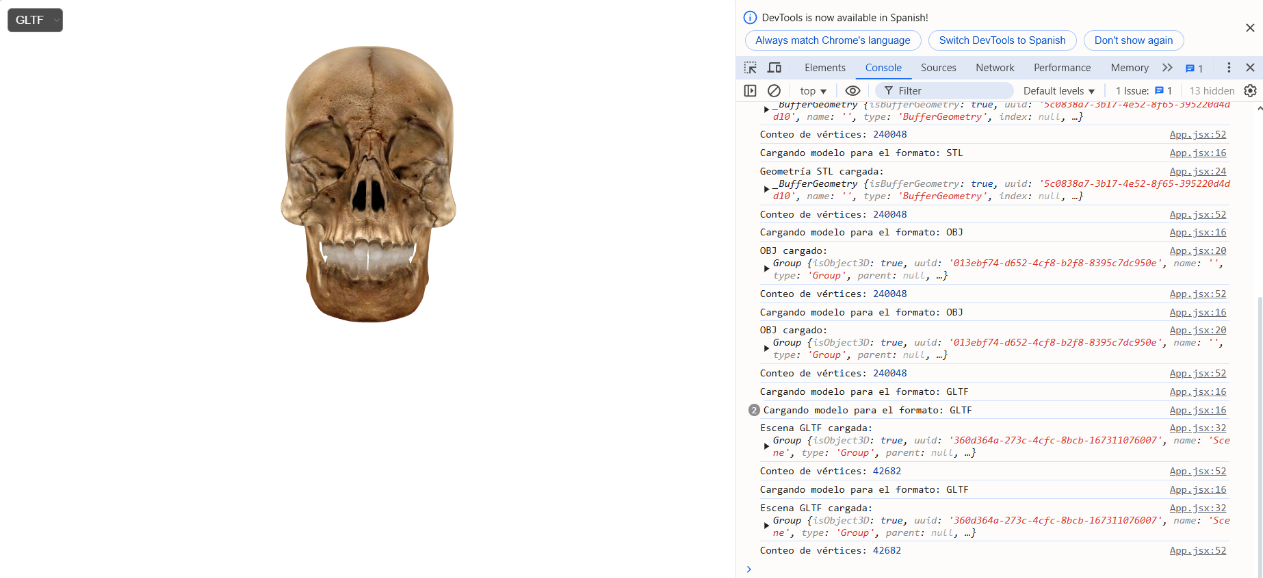 GLTF
DevTools is now available in Spanish!
Always match Chrome's language
Switch DevTools to Spanish
Don't show again
Elements Console Sources Network Performance Memory 1
top Filter Default levels 1 Issue: 1 13 hidden
_BufferGeometry {isBufferGeometry: true, uuid: '5c0838a7-3b17-4e52-8f65-395220d4d
d10', name: '', type: 'BufferGeometry', index: null, …}
Conteo de vértices: 240048 App.jsx:52
Cargando modelo para el formato: STL App.jsx:16
Geometría STL cargada: App.jsx:24
_BufferGeometry {isBufferGeometry: true, uuid: '5c0838a7-3b17-4e52-8f65-395220d4d
d10', name: '', type: 'BufferGeometry', index: null, …}
Conteo de vértices: 240048 App.jsx:52
Cargando modelo para el formato: OBJ App.jsx:16
OBJ cargado: App.jsx:20
Group {isObject3D: true, uuid: '013ebf74-d652-4cf8-b2f8-8395c7dc950e', name: '',
type: 'Group', parent: null, …}
Conteo de vértices: 240048 App.jsx:52
Cargando modelo para el formato: OBJ App.jsx:16
OBJ cargado: App.jsx:20
Group {isObject3D: true, uuid: '013ebf74-d652-4cf8-b2f8-8395c7dc950e', name: '',
type: 'Group', parent: null, …}
Conteo de vértices: 240048 App.jsx:52
Cargando modelo para el formato: GLTF App.jsx:16
2 Cargando modelo para el formato: GLTF App.jsx:16
Escena GLTF cargada: App.jsx:32
Group {isObject3D: true, uuid: '360d364a-273c-4cfc-8bcb-167311076007', name: 'Sce
ne', type: 'Group', parent: null, …}
Conteo de vértices: 42682 App.jsx:52
Cargando modelo para el formato: GLTF App.jsx:16
Escena GLTF cargada: App.jsx:32
Group {isObject3D: true, uuid: '360d364a-273c-4cfc-8bcb-167311076007', name: 'Sce
ne', type: 'Group', parent: null, …}
Conteo de vértices: 42682 App.jsx:52